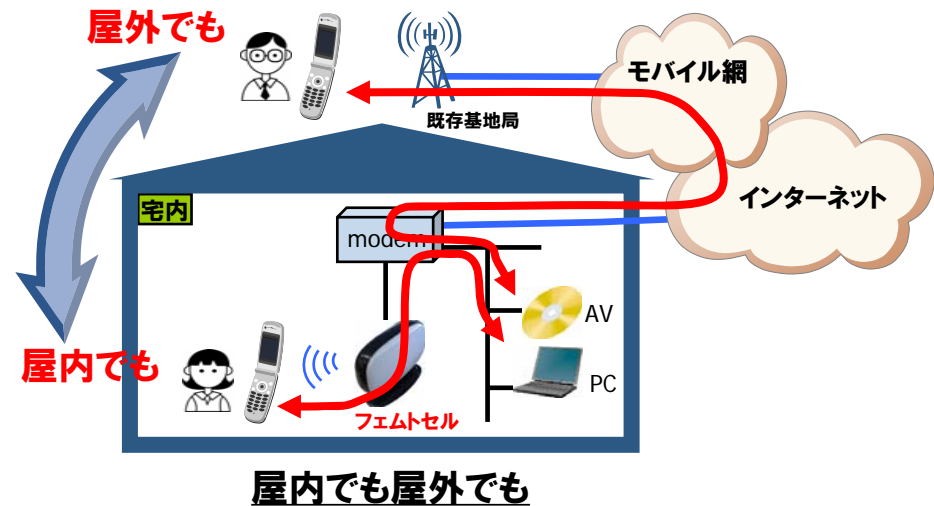 屋外でも
既存基地局
モバイル網
インターネット
宅内
modem
AV
PC
屋内でも
フェムトセル
屋内でも屋外でも